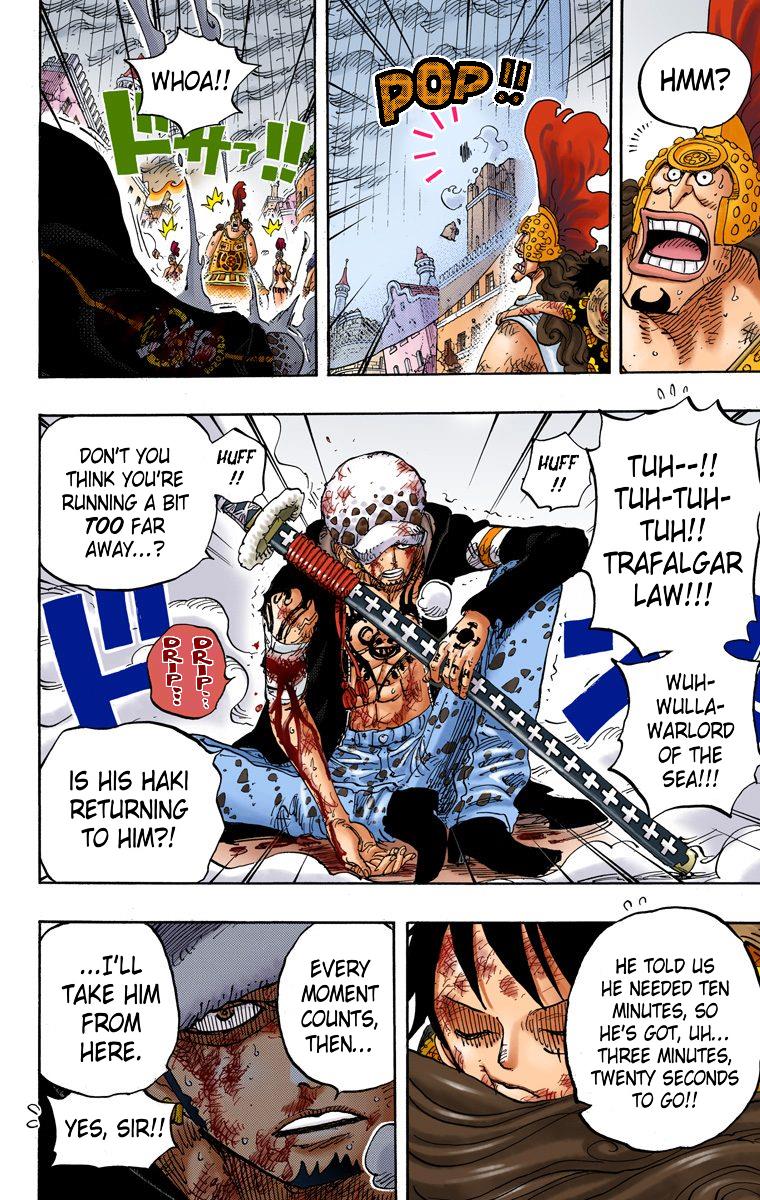 HMM?
POP!!
WHOA!!
ドサァ!!
TUH--!!
TUH-TUH-
TUH!!
TRAFALGAR
LAW!!!
WUH-
WULLA-
WARLORD
OF THE
SEA!!!
HUFF
!!
HUFF
!!
DON'T YOU
THINK YOU'RE
RUNNING A BIT
TOO FAR
AWAY...?
DRIP...
DRIP...
IS HIS HAKI
RETURNING
TO HIM?!
HE TOLD US
HE NEEDED TEN
MINUTES, SO
HE'S GOT, UH...
THREE MINUTES,
TWENTY SECONDS
TO GO!!
EVERY
MOMENT
COUNTS,
THEN...
...I'LL
TAKE HIM
FROM
HERE.
YES, SIR!!